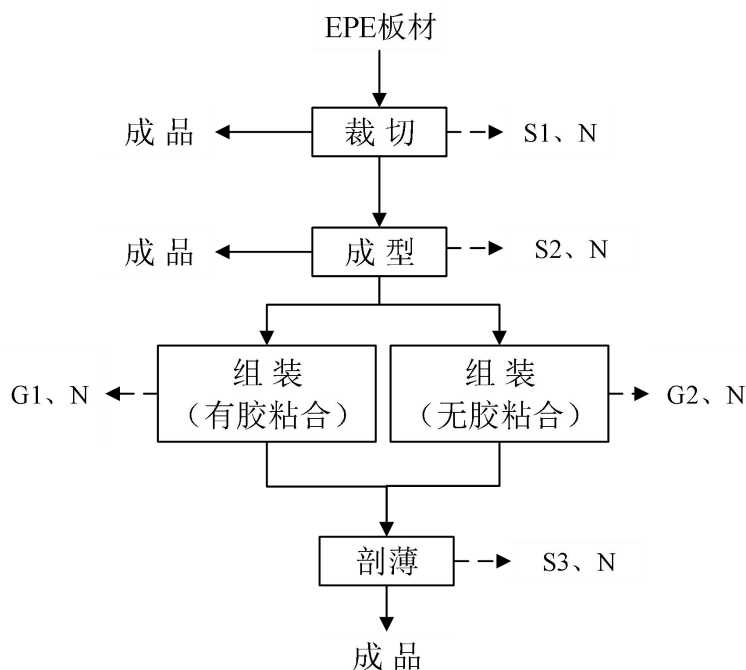 EPE板材
成 品
裁 切
S1、N
成 品
成 型
S2、N
G1、N
组 装
（有胶粘合）
组 装
（无胶粘合）
G2、N
剖薄
S3、N
成 品